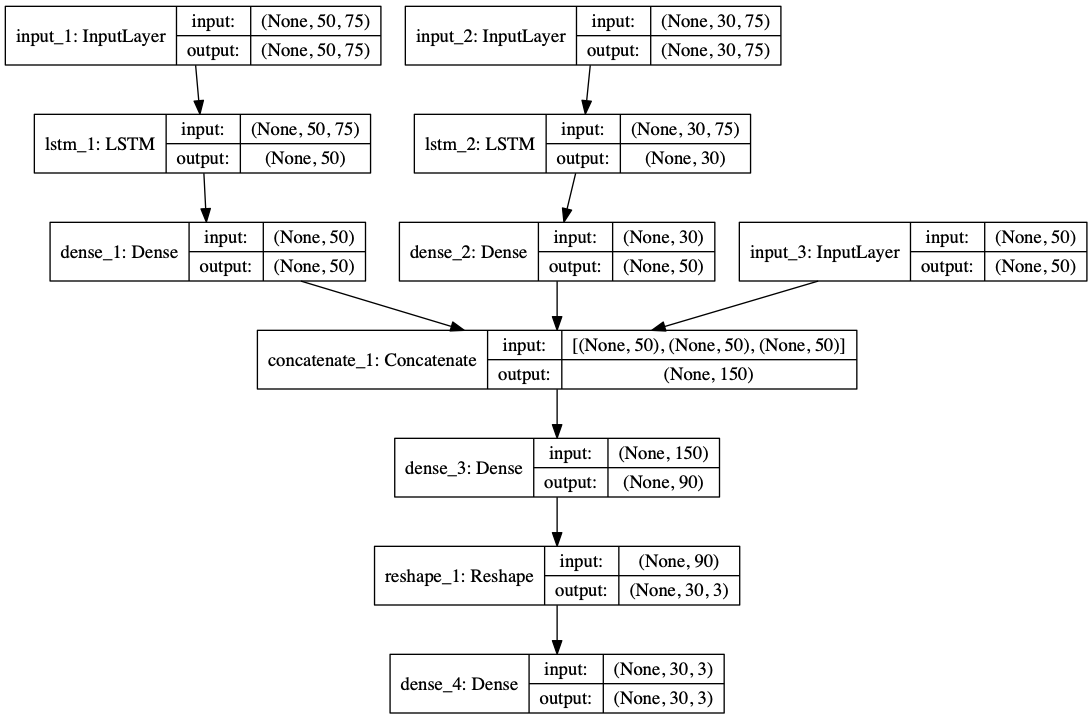 input_1: InputLayer input: (None, 50, 75) output: (None, 50, 75)
input_2: InputLayer input: (None, 30, 75) output: (None, 30, 75)
lstm_1: LSTM input: (None, 50, 75) output: (None, 50)
lstm_2: LSTM input: (None, 30, 75) output: (None, 30)
dense_1: Dense input: (None, 50) output: (None, 50)
dense_2: Dense input: (None, 30) output: (None, 50)
input_3: InputLayer input: (None, 50) output: (None, 50)
concatenate_1: Concatenate input: [(None, 50), (None, 50), (None, 50)] output: (None, 150)
dense_3: Dense input: (None, 150) output: (None, 90)
reshape_1: Reshape input: (None, 90) output: (None, 30, 3)
dense_4: Dense input: (None, 30, 3) output: (None, 30, 3)